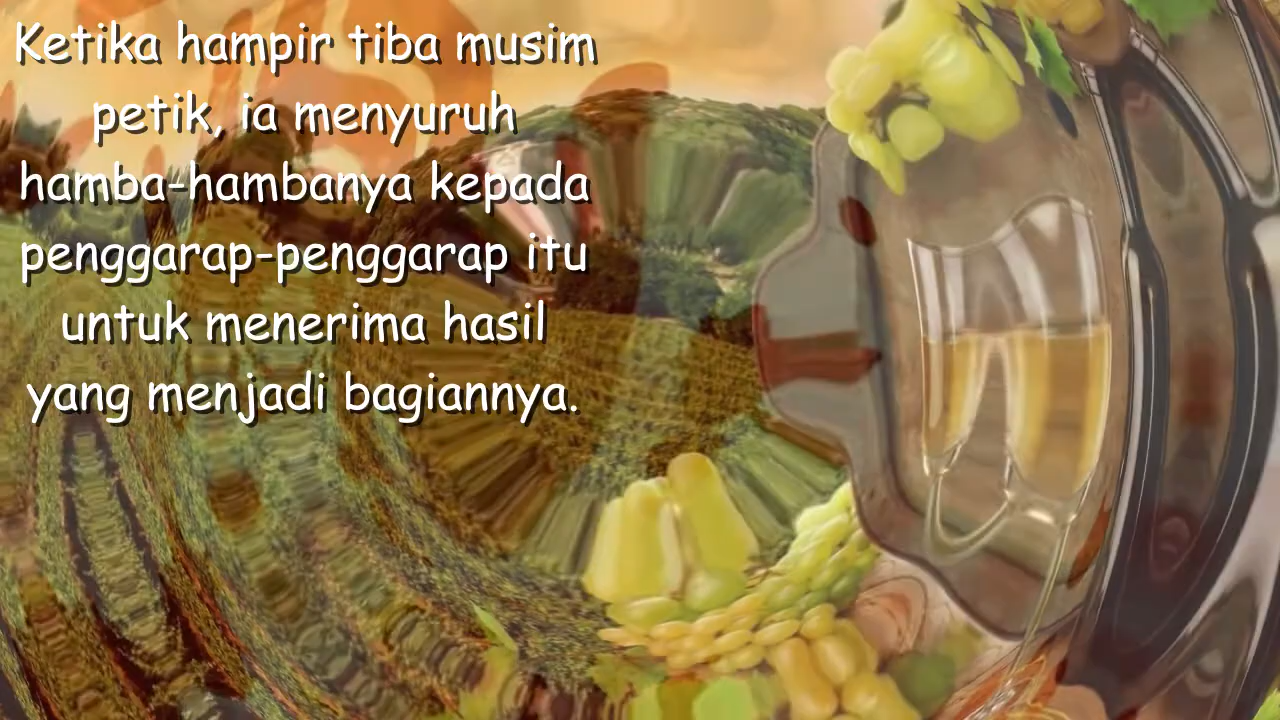 Ketika hampir tiba musim
petik, ia menyuruh
hamba-hambanya kepada
penggarap-penggarap itu
untuk menerima hasil
yang menjadi bagiannya.